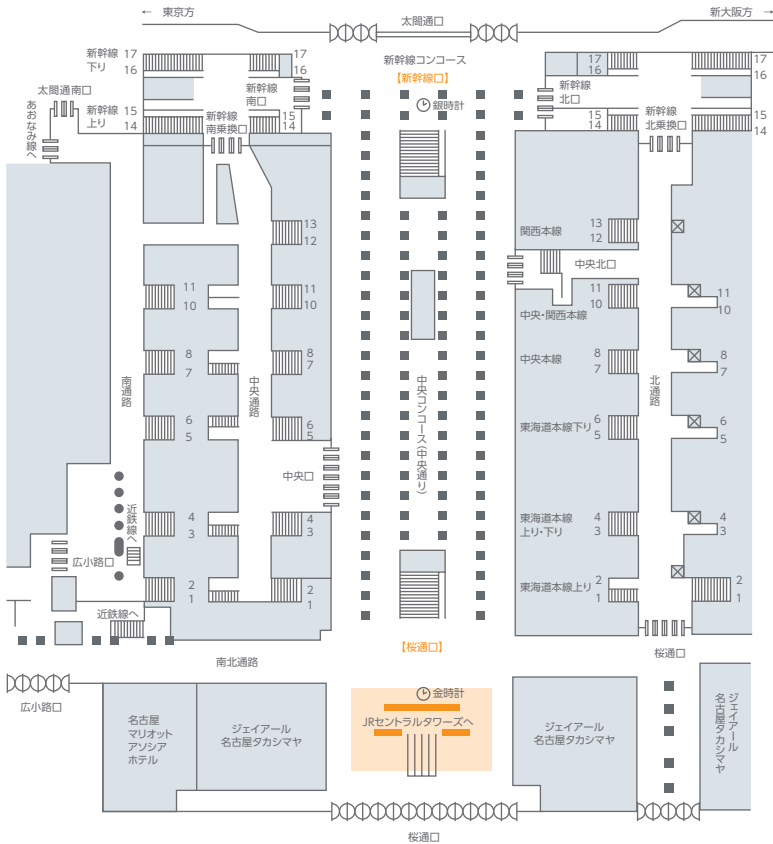 ← 東京方
太閤通口
新大阪方 →
新幹線
下り
17
16
17
16
新幹線コンコース
【新幹線口】
17
16
17
16
太閤通南口
新幹線
南口
銀時計
新幹線
北口
あおなみ線へ
新幹線
上り
15
14
新幹線
南乗換口
15
14
15
14
新幹線
北乗換口
15
14
13
12
関西本線
13
12
中央北口
11
10
11
10
11
10
中央・関西本線
11
10
8
7
8
7
中央本線
8
7
8
7
南通路
中央通路
中央コンコース(中央通り)
北通路
6
5
6
5
東海道本線下り
6
5
6
5
中央口
近鉄線へ
4
3
4
3
東海道本線
上り・下り
4
3
4
3
広小路口
2
1
2
1
東海道本線上り
2
1
2
1
近鉄線へ
【桜通口】
桜通口
南北通路
広小路口
金時計
JRセントラルタワーズへ
名古屋
マリオット
アソシア
ホテル
ジェイアール
名古屋タカシマヤ
ジェイアール
名古屋タカシマヤ
ジェイアール
名古屋タカシマヤ
桜通口